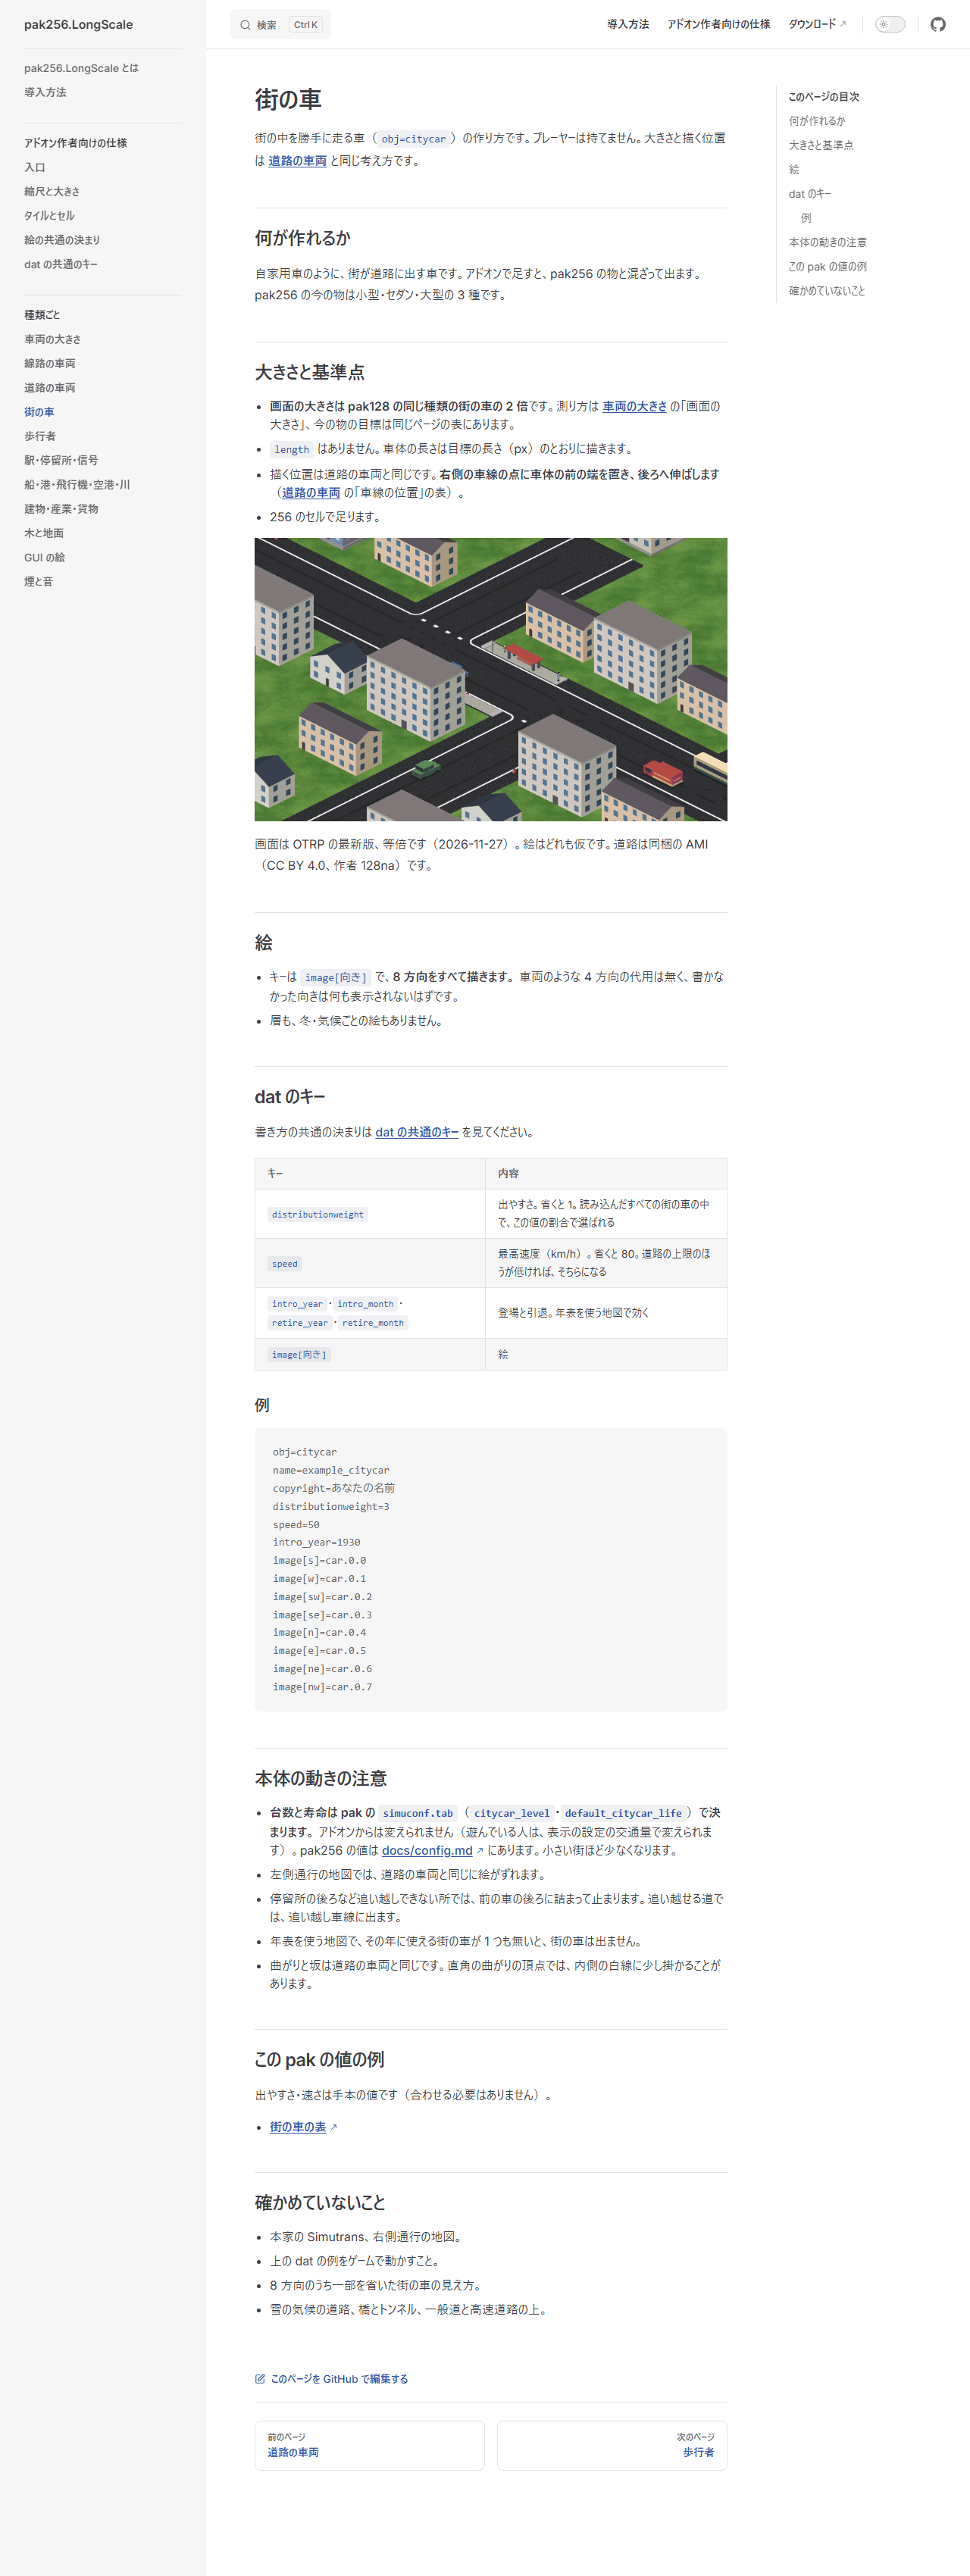 pak256.LongScale
検索 Ctrl K
導入方法 アドオン作者向けの仕様 ダウンロード
pak256.LongScale とは
導入方法
アドオン作者向けの仕様
入口
縮尺と大きさ
タイルとセル
絵の共通の決まり
dat の共通のキー
種類ごと
車両の大きさ
線路の車両
道路の車両
街の車
歩行者
駅・停留所・信号
船・港・飛行機・空港・川
建物・産業・貨物
木と地面
GUI の絵
煙と音
街の車
街の中を勝手に走る車（obj=citycar）の作り方です。プレーヤーは持てません。大きさと描く位置
は 道路の車両 と同じ考え方です。
何が作れるか
自家用車のように、街が道路に出す車です。アドオンで足すと、pak256 の物と混ざって出ます。
pak256 の今の物は小型・セダン・大型の 3 種です。
大きさと基準点
画面の大きさは pak128 の同じ種類の街の車の 2 倍です。測り方は 車両の大きさ の「画面の
大きさ」、今の物の目標は同じページの表にあります。
length はありません。車体の長さは目標の長さ（px）のとおりに描きます。
描く位置は道路の車両と同じです。右側の車線の点に車体の前の端を置き、後ろへ伸ばします
（道路の車両 の「車線の位置」の表）。
256 のセルで足ります。
画面は OTRP の最新版、等倍です（2026-11-27）。絵はどれも仮です。道路は同梱の AMI
（CC BY 4.0、作者 128na）です。
絵
キーは image[向き] で、8 方向をすべて描きます。車両のような 4 方向の代用は無く、書かな
かった向きは何も表示されないはずです。
層も、冬・気候ごとの絵もありません。
dat のキー
書き方の共通の決まりは dat の共通のキー を見てください。
キー 内容
distributionweight 出やすさ。省くと 1。読み込んだすべての街の車の中
で、この値の割合で選ばれる
speed 最高速度（km/h）。省くと 80。道路の上限のほ
うが低ければ、そちらになる
intro_year・intro_month・
retire_year・retire_month 登場と引退。年表を使う地図で効く
image[向き] 絵
例
obj=citycar
name=example_citycar
copyright=あなたの名前
distributionweight=3
speed=50
intro_year=1930
image[s]=car.0.0
image[w]=car.0.1
image[sw]=car.0.2
image[se]=car.0.3
image[n]=car.0.4
image[e]=car.0.5
image[ne]=car.0.6
image[nw]=car.0.7
本体の動きの注意
台数と寿命は pak の simuconf.tab（citycar_level・default_citycar_life）で決
まります。アドオンからは変えられません（遊んでいる人は、表示の設定の交通量で変えられま
す）。pak256 の値は docs/config.md にあります。小さい街ほど少なくなります。
左側通行の地図では、道路の車両と同じに絵がずれます。
停留所の後ろなど追い越しできない所では、前の車の後ろに詰まって止まります。追い越せる道で
は、追い越し車線に出ます。
年表を使う地図で、その年に使える街の車が 1 つも無いと、街の車は出ません。
曲がりと坂は道路の車両と同じです。直角の曲がりの頂点では、内側の白線に少し掛かることが
あります。
この pak の値の例
出やすさ・速さは手本の値です（合わせる必要はありません）。
街の車の表
確かめていないこと
本家の Simutrans、右側通行の地図。
上の dat の例をゲームで動かすこと。
8 方向のうち一部を省いた街の車の見え方。
雪の気候の道路、橋とトンネル、一般道と高速道路の上。
このページを GitHub で編集する
前のページ
道路の車両
次のページ
歩行者
このページの目次
何が作れるか
大きさと基準点
絵
dat のキー
例
本体の動きの注意
この pak の値の例
確かめていないこと